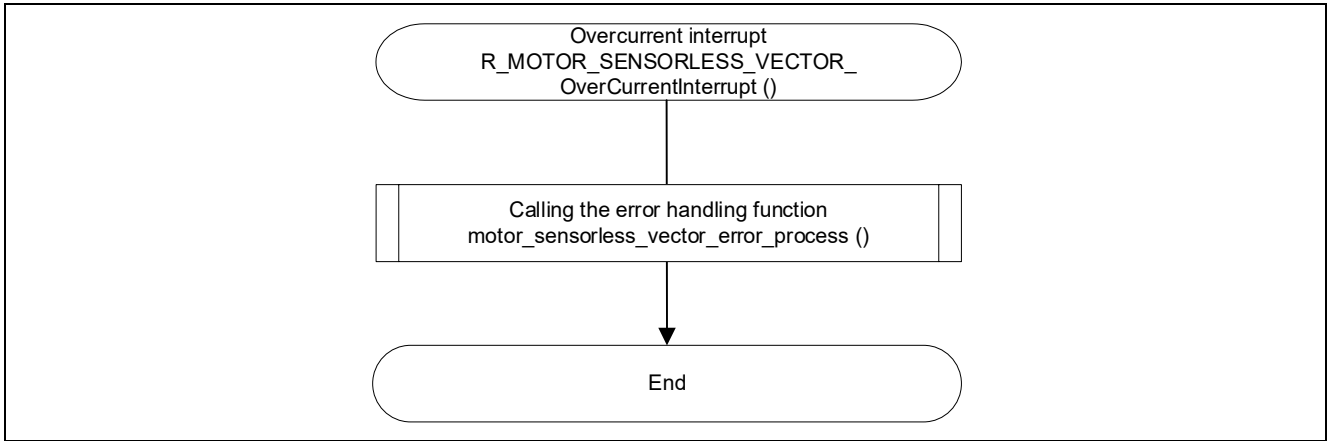 Overcurrent interrupt
R_MOTOR_SENSORLESS_VECTOR_
OverCurrentInterrupt ()
Calling the error handling function
motor_sensorless_vector_error_process ()
End